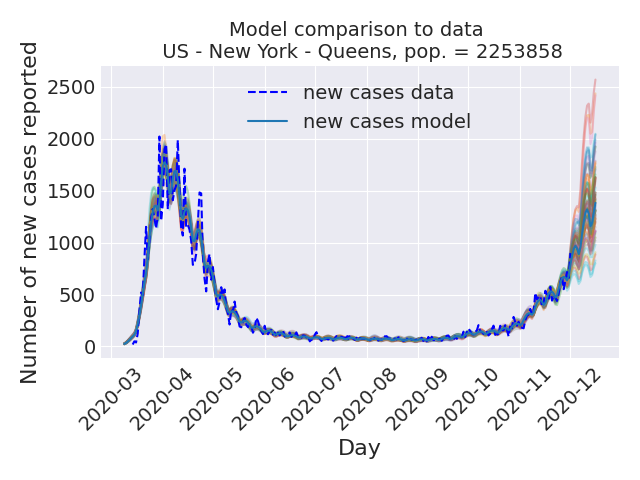 Model comparison to data
US - New York - Queens, pop. = 2253858
Number of new cases reported
2500
2000
1500
1000
500
0
new cases data
new cases model
2020-03
2020-04
2020-05
2020-06
2020-07
2020-08
2020-09
2020-10
2020-11
2020-12
Day